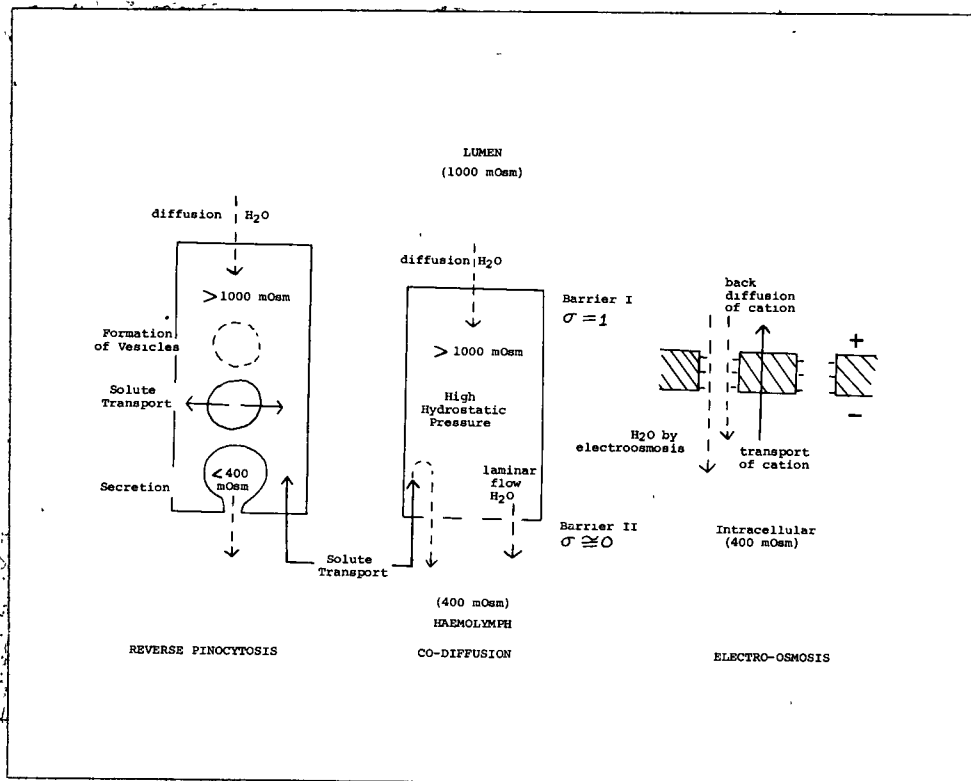 LUMEN
(1000 mOsm)
diffusion H2O
> 1000 mOsm
Formation
of Vesicles
Solute
Transport
< 400
mOsm
Secretion
diffusion H2O
> 1000 mOsm
High
Hydrostatic
Pressure
laminar
flow
H2O
Solute
Transport
Barrier I
σ = 1
Barrier II
σ ≅ 0
(400 mOsm)
HAEMOLYMPH
back
diffusion
of cation
+
−
H2O by
electroosmosis
transport
of cation
Intracellular
(400 mOsm)
REVERSE PINOCYTOSIS
CO-DIFFUSION
ELECTRO-OSMOSIS